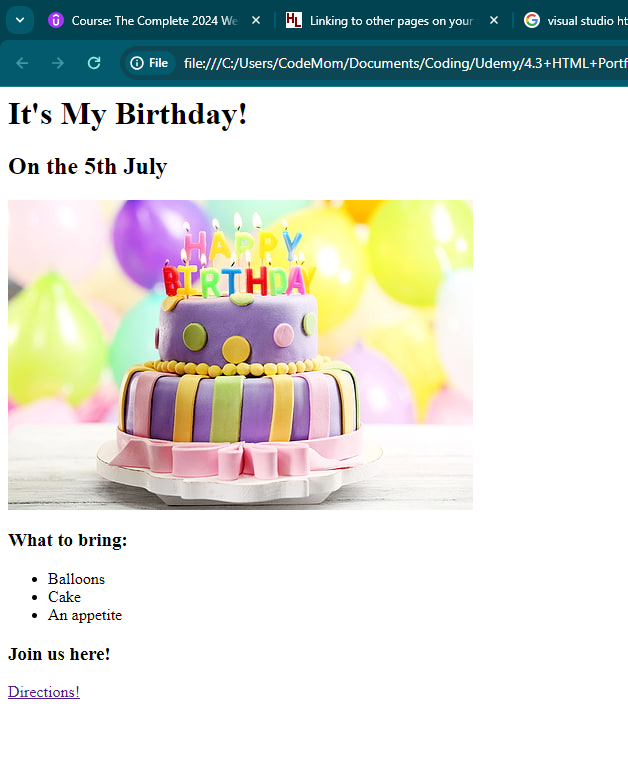 Course: The Complete 2024 We
Linking to other pages on your
visual studio ht
File
file:///C:/Users/CodeMom/Documents/Coding/Udemy/4.3+HTML+Portf
It's My Birthday!
On the 5th July
HAPPY
BIRTHDAY
What to bring:
• Balloons
• Cake
• An appetite
Join us here!
Directions!